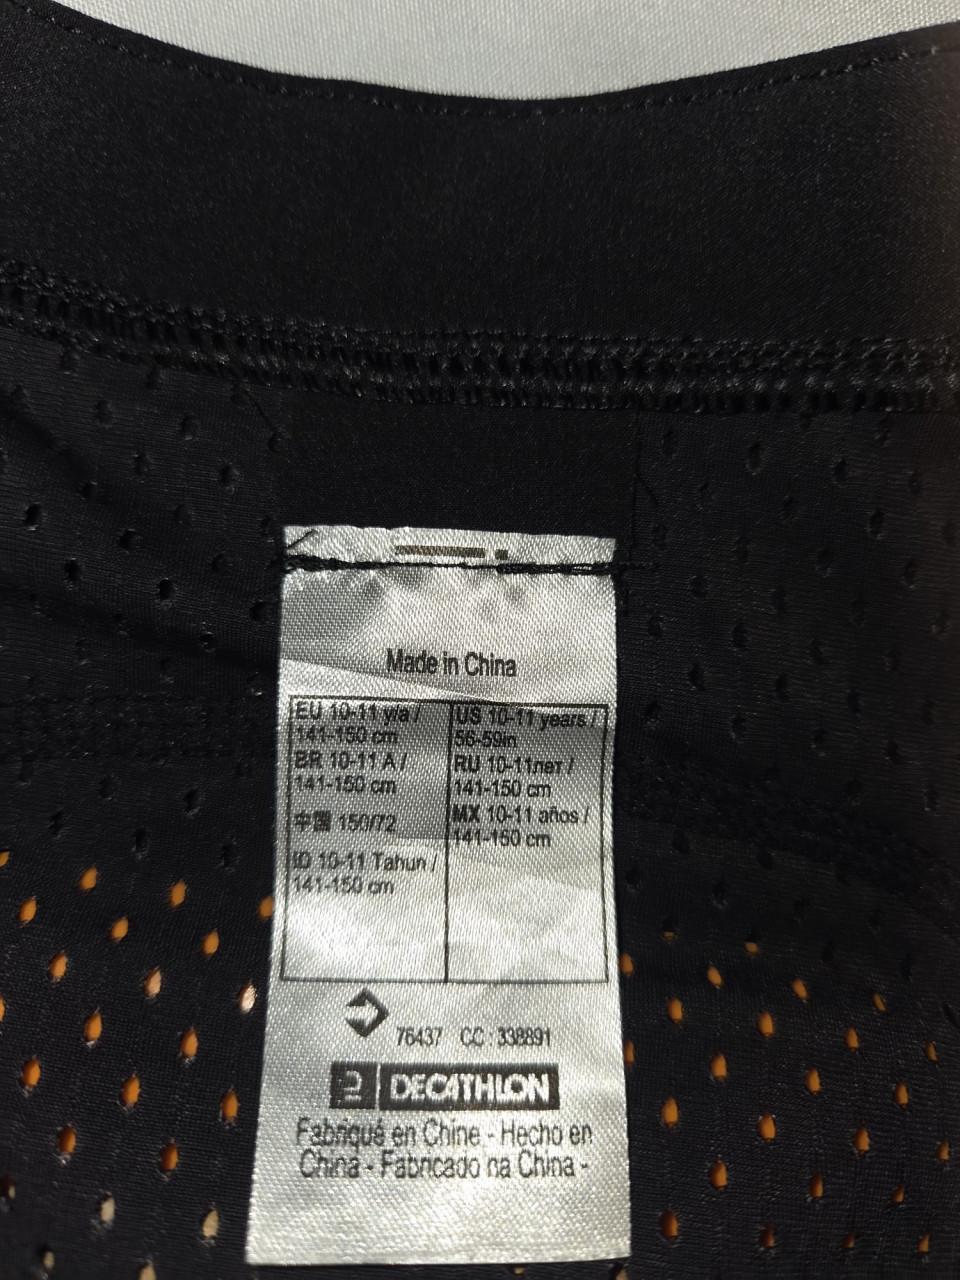 Made in China
EU 10-11 y/a /
141-150 cm
BR 10-11 A /
141-150 cm
中国 150/72
ID 10-11 Tahun /
141-150 cm
US 10-11 years /
56-59in
RU 10-11лет /
141-150 cm
MX 10-11 años /
141-150 cm
76437 CC : 338891
DECATHLON
Fabriqué en Chine - Hecho en
China - Fabricado na China -